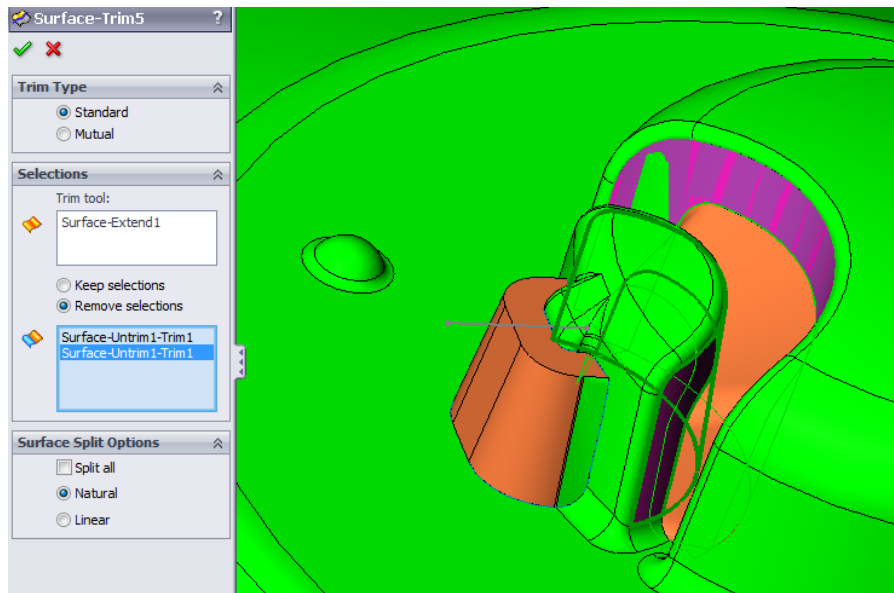 Surface-Trim5 ?
Trim Type
Standard
Mutual
Selections
Trim tool:
Surface-Extend1
Keep selections
Remove selections
Surface-Untrim1-Trim1
Surface-Untrim1-Trim1
Surface Split Options
Split all
Natural
Linear